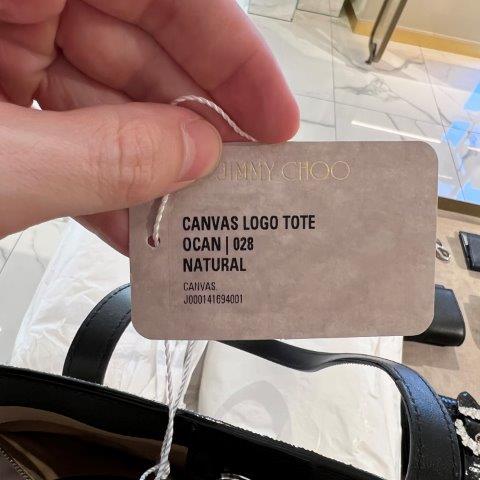 JIMMY CHOO
CANVAS LOGO TOTE
OCAN | 028
NATURAL
CANVAS.
J000141694001